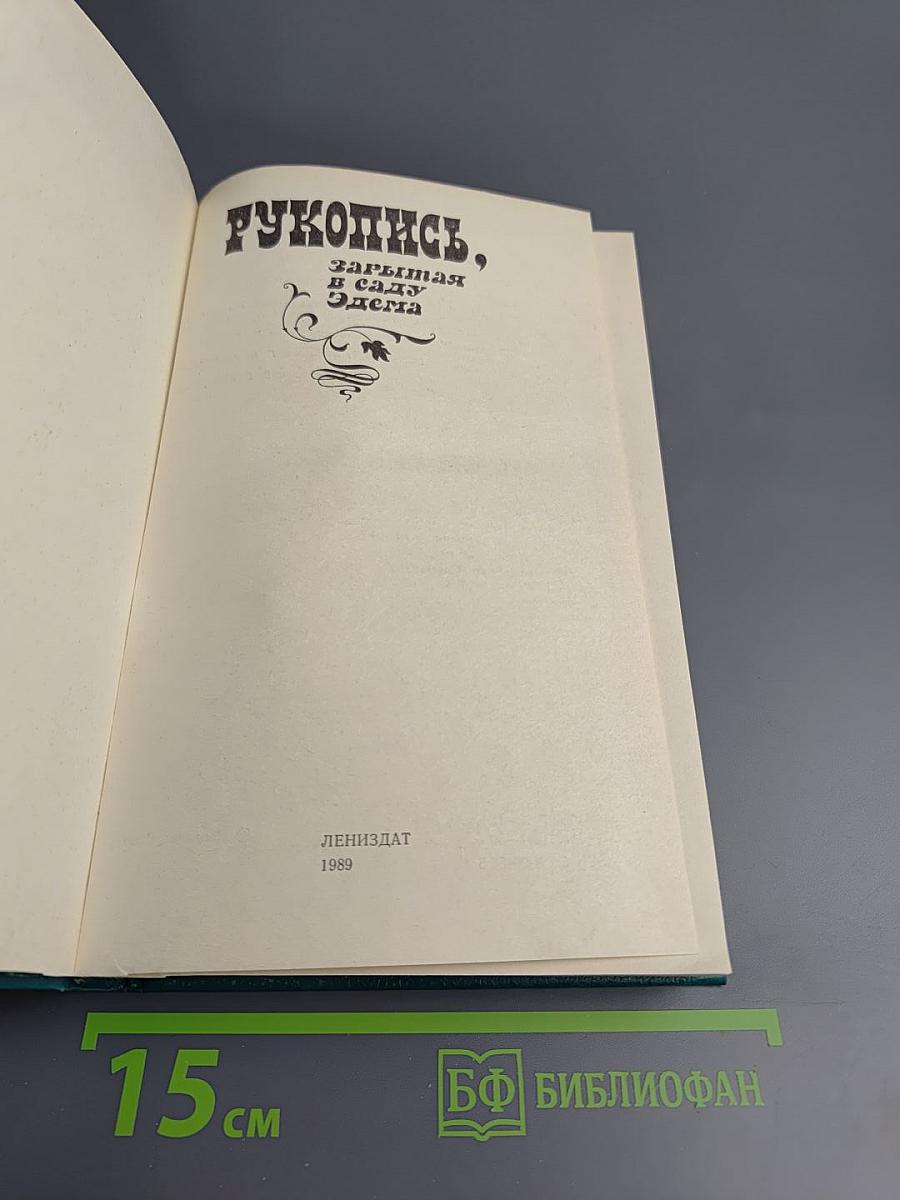 РУКОПИСЬ,
зарытая
в саду
Эдема
ЛЕНИЗДАТ
1989
15 см
БФ БИБЛИОФАН